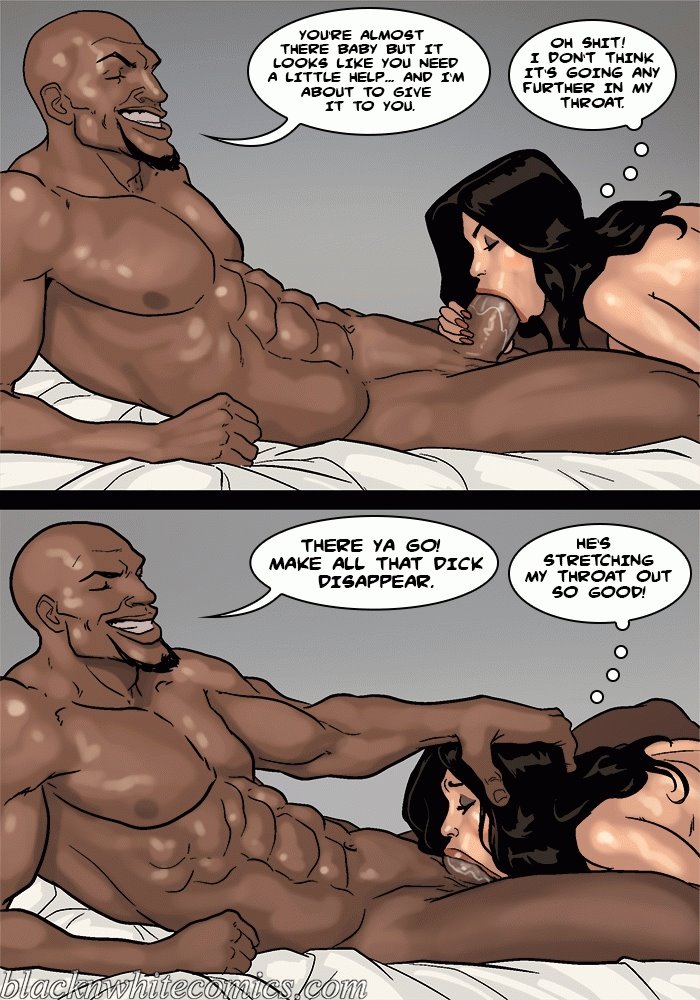 YOU'RE ALMOST
THERE BABY BUT IT
LOOKS LIKE YOU NEED
A LITTLE HELP... AND I'M
ABOUT TO GIVE
IT TO YOU.
OH SHIT!
I DON'T THINK
IT'S GOING ANY
FURTHER IN MY
THROAT.
THERE YA GO!
MAKE ALL THAT DICK
DISAPPEAR.
HE'S
STRETCHING
MY THROAT OUT
SO GOOD!
blacknwhitecomics.com